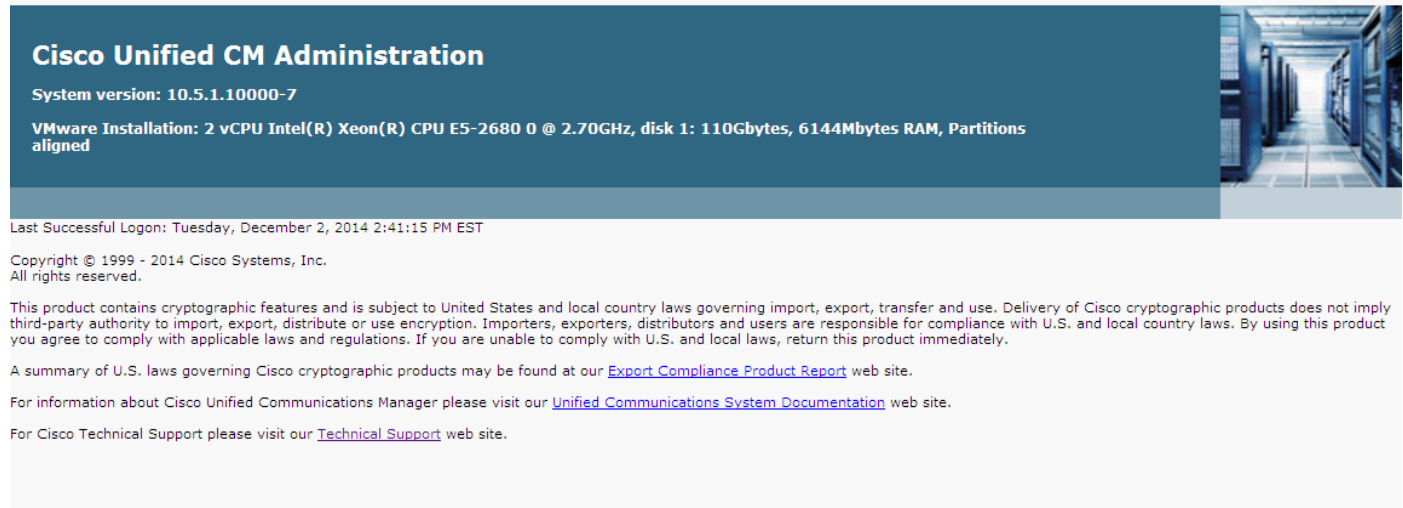 Cisco Unified CM Administration
System version: 10.5.1.10000-7
VMware Installation: 2 vCPU Intel(R) Xeon(R) CPU E5-2680 0 @ 2.70GHz, disk 1: 110Gbytes, 6144Mbytes RAM, Partitions
aligned
Last Successful Logon: Tuesday, December 2, 2014 2:41:15 PM EST
Copyright © 1999 - 2014 Cisco Systems, Inc.
All rights reserved.
This product contains cryptographic features and is subject to United States and local country laws governing import, export, transfer and use. Delivery of Cisco cryptographic products does not imply
third-party authority to import, export, distribute or use encryption. Importers, exporters, distributors and users are responsible for compliance with U.S. and local country laws. By using this product
you agree to comply with applicable laws and regulations. If you are unable to comply with U.S. and local laws, return this product immediately.
A summary of U.S. laws governing Cisco cryptographic products may be found at our Export Compliance Product Report web site.
For information about Cisco Unified Communications Manager please visit our Unified Communications System Documentation web site.
For Cisco Technical Support please visit our Technical Support web site.